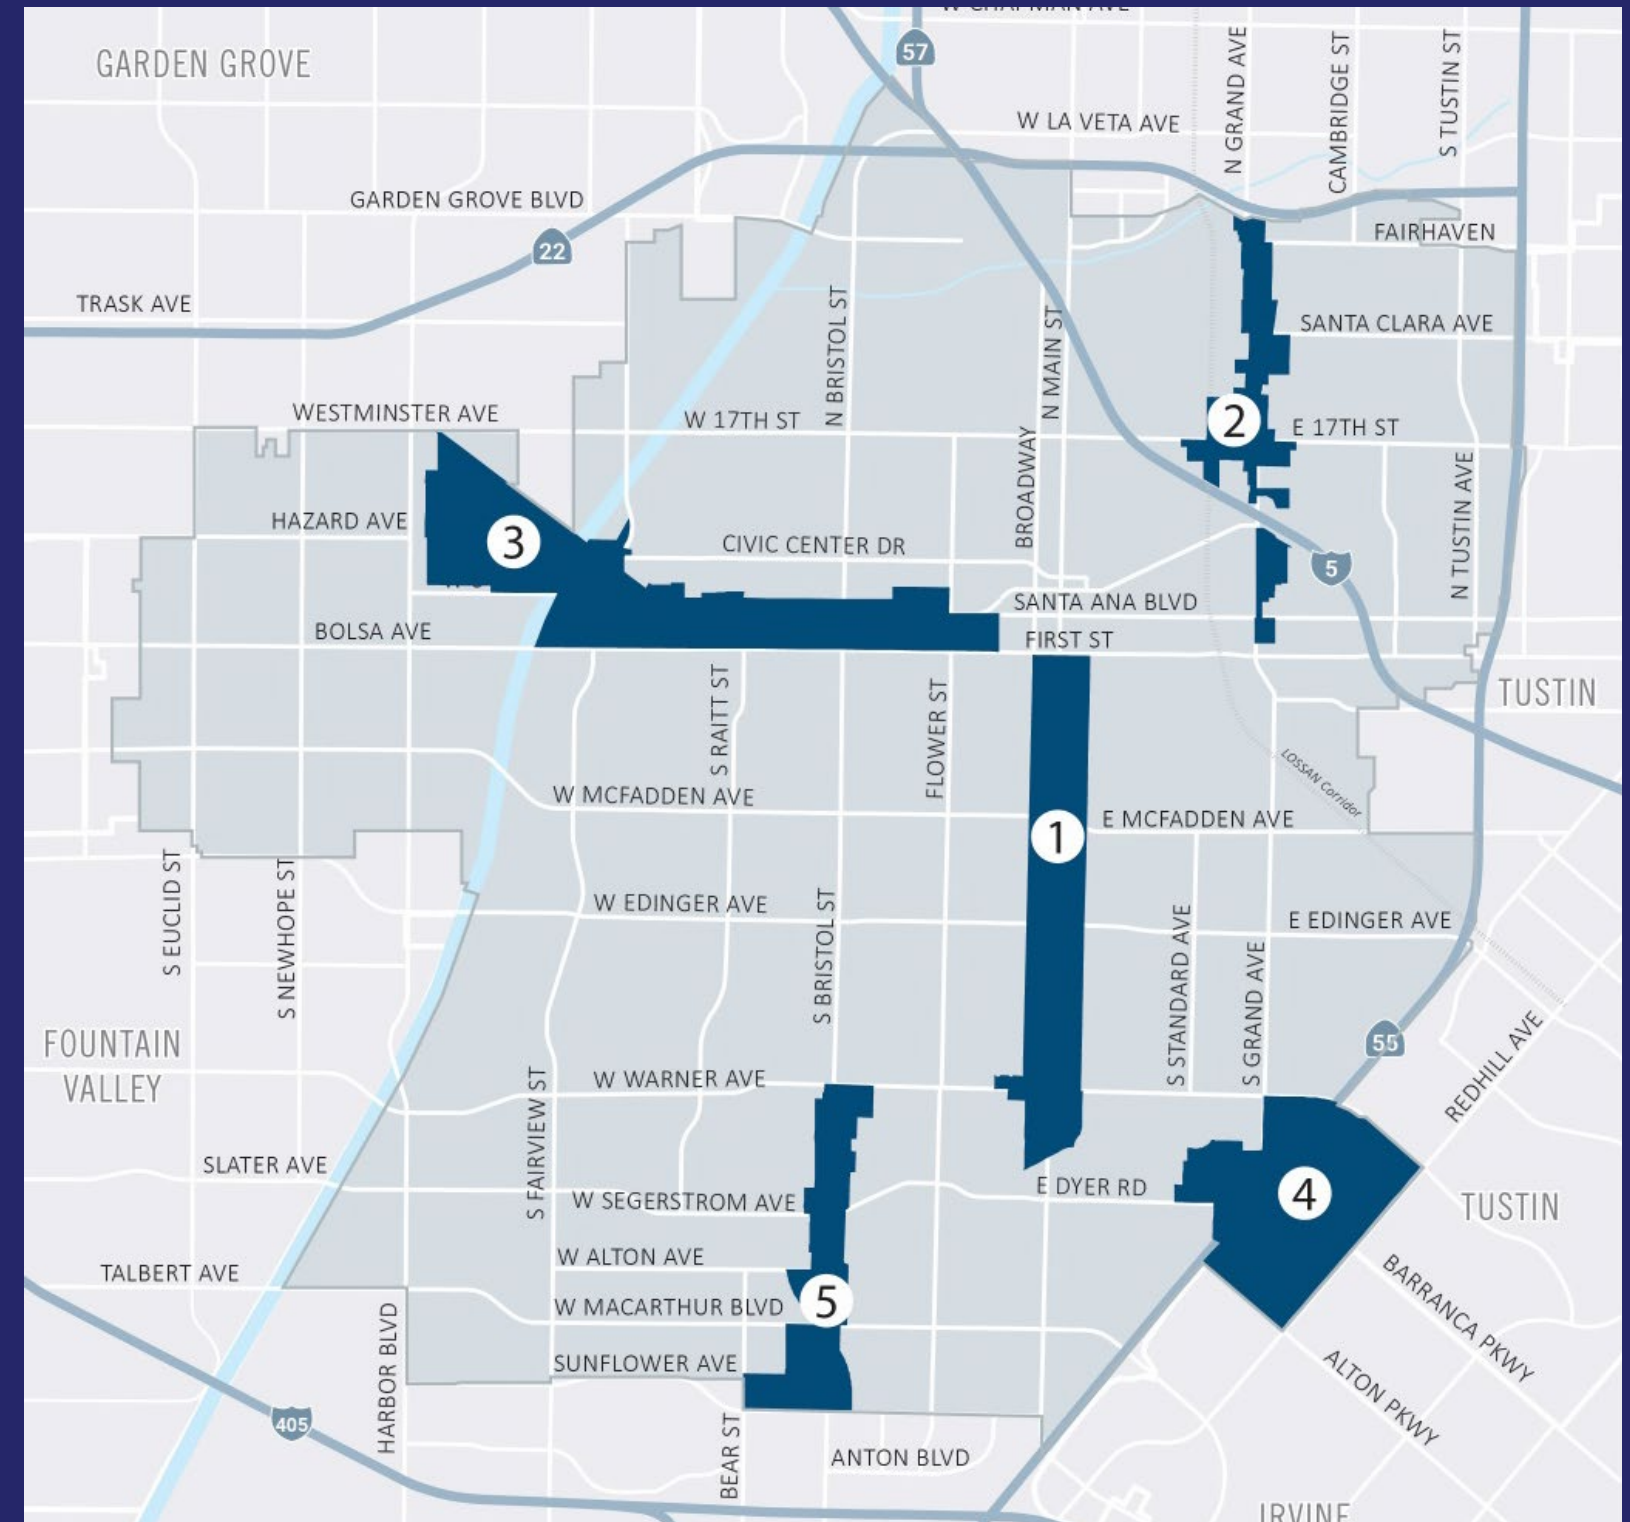 W CHAPMAN AVE
GARDEN GROVE
57
N GRAND AVE
CAMBRIDGE ST
S TUSTIN ST
W LA VETA AVE
GARDEN GROVE BLVD
22
FAIRHAVEN
TRASK AVE
N BRISTOL ST
N MAIN ST
SANTA CLARA AVE
WESTMINSTER AVE
W 17TH ST
2
E 17TH ST
BROADWAY
N TUSTIN AVE
HAZARD AVE
3
CIVIC CENTER DR
5
SANTA ANA BLVD
BOLSA AVE
FIRST ST
S RAITT ST
FLOWER ST
TUSTIN
LOSSAN Corridor
W MCFADDEN AVE
1
E MCFADDEN AVE
S EUCLID ST
S NEWHOPE ST
W EDINGER AVE
S BRISTOL ST
S STANDARD AVE
S GRAND AVE
E EDINGER AVE
FOUNTAIN
VALLEY
55
REDHILL AVE
W WARNER AVE
S FAIRVIEW ST
SLATER AVE
W SEGERSTROM AVE
E DYER RD
4
TUSTIN
W ALTON AVE
TALBERT AVE
W MACARTHUR BLVD
5
BARRANCA PKWY
HARBOR BLVD
SUNFLOWER AVE
ALTON PKWY
405
BEAR ST
ANTON BLVD
IRVINE